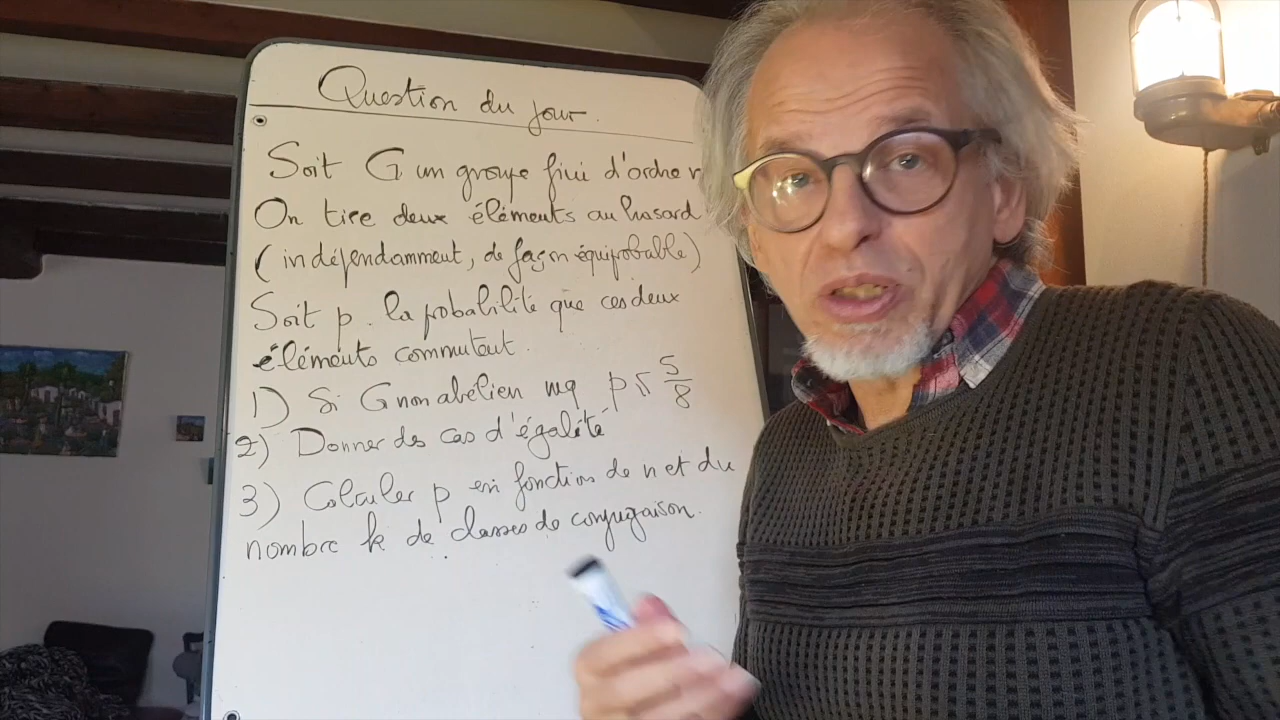 Question du jour.
Soit G un groupe fini d'ordre n
On tire deux éléments au hasard
(indépendamment, de façon équiprobable)
Soit p. la probabilité que ces deux
éléments commutent.
1) Si G non abélien mq p ≤ 5/8
2) Donner des cas d'égalité
3) Calculer p en fonction de n et du
nombre k de classes de conjugaison.